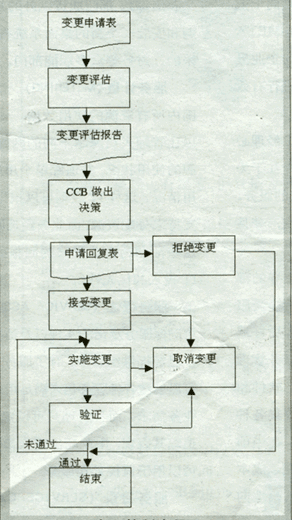 变更申请表
变更评估
变更评估报告
CCB 做出
决策
申请回复表
拒绝变更
接受变更
实施变更
取消变更
验证
未通过
通过
结束